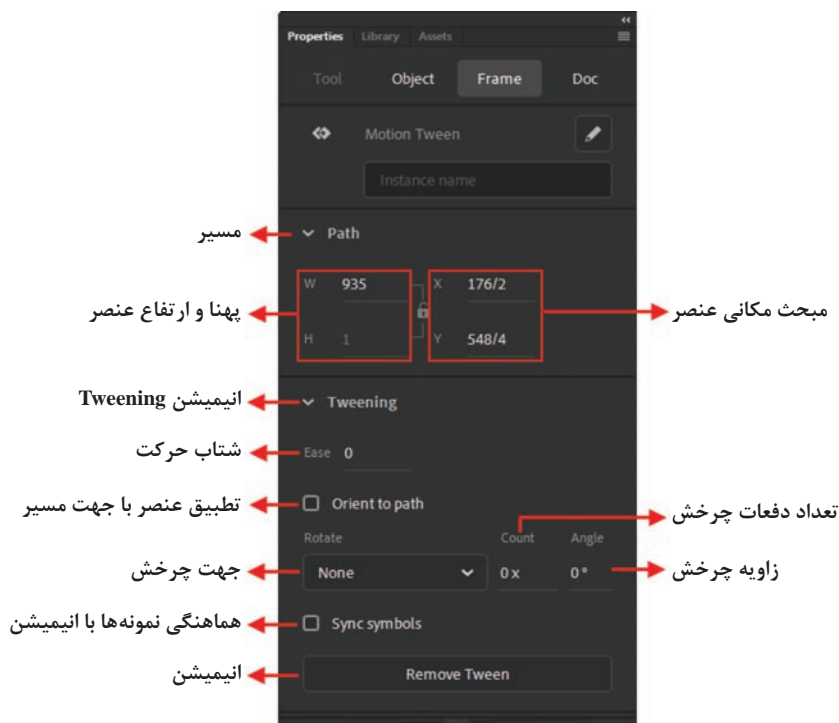 Properties Library Assets
Tool Object Frame Doc
Motion Tween
Instance name
مسیر
Path
W 935 X 176/2
پهنا و ارتفاع عنصر
مبحث مکانی عنصر
H 1 Y 548/4
انیمیشن Tweening
Tweening
شتاب حرکت
Ease 0
تطبیق عنصر با جهت مسیر
Orient to path
تعداد دفعات چرخش
Rotate Count Angle
جهت چرخش
None 0 x 0°
زاویه چرخش
هماهنگی نمونه‌ها با انیمیشن
Sync symbols
انیمیشن
Remove Tween